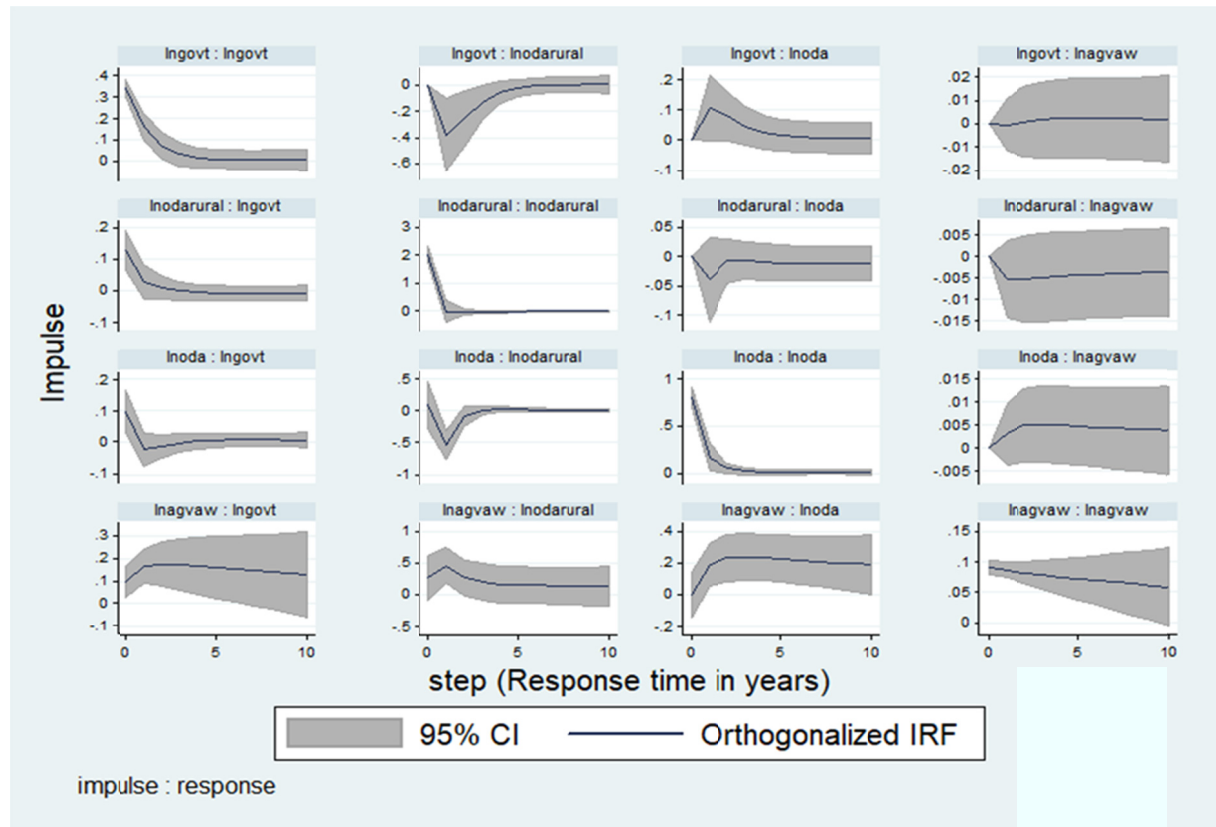 lngovt : lngovt
.4
.3
.2
.1
0
lngovt : lnodarural
0
-.2
-.4
-.6
lngovt : lnoda
.2
.1
0
-.1
lngovt : lnagvaw
.02
.01
0
-.01
-.02
lnodarural : lngovt
.2
.1
0
-.1
lnodarural : lnodarural
3
2
1
0
lnodarural : lnoda
.05
0
-.05
-.1
lnodarural : lnagvaw
.005
0
-.005
-.01
-.015
lnoda : lngovt
.2
.1
0
-.1
lnoda : lnodarural
.5
0
-.5
-1
lnoda : lnoda
1
.5
0
lnoda : lnagvaw
.015
.01
.005
0
-.005
lnagvaw : lngovt
.3
.2
.1
0
-.1
lnagvaw : lnodarural
1
.5
0
-.5
lnagvaw : lnoda
.4
.2
0
-.2
lnagvaw : lnagvaw
.15
.1
.05
0
0 5 10
0 5 10
0 5 10
0 5 10
Impulse
step (Response time in years)
95% CI
Orthogonalized IRF
impulse : response